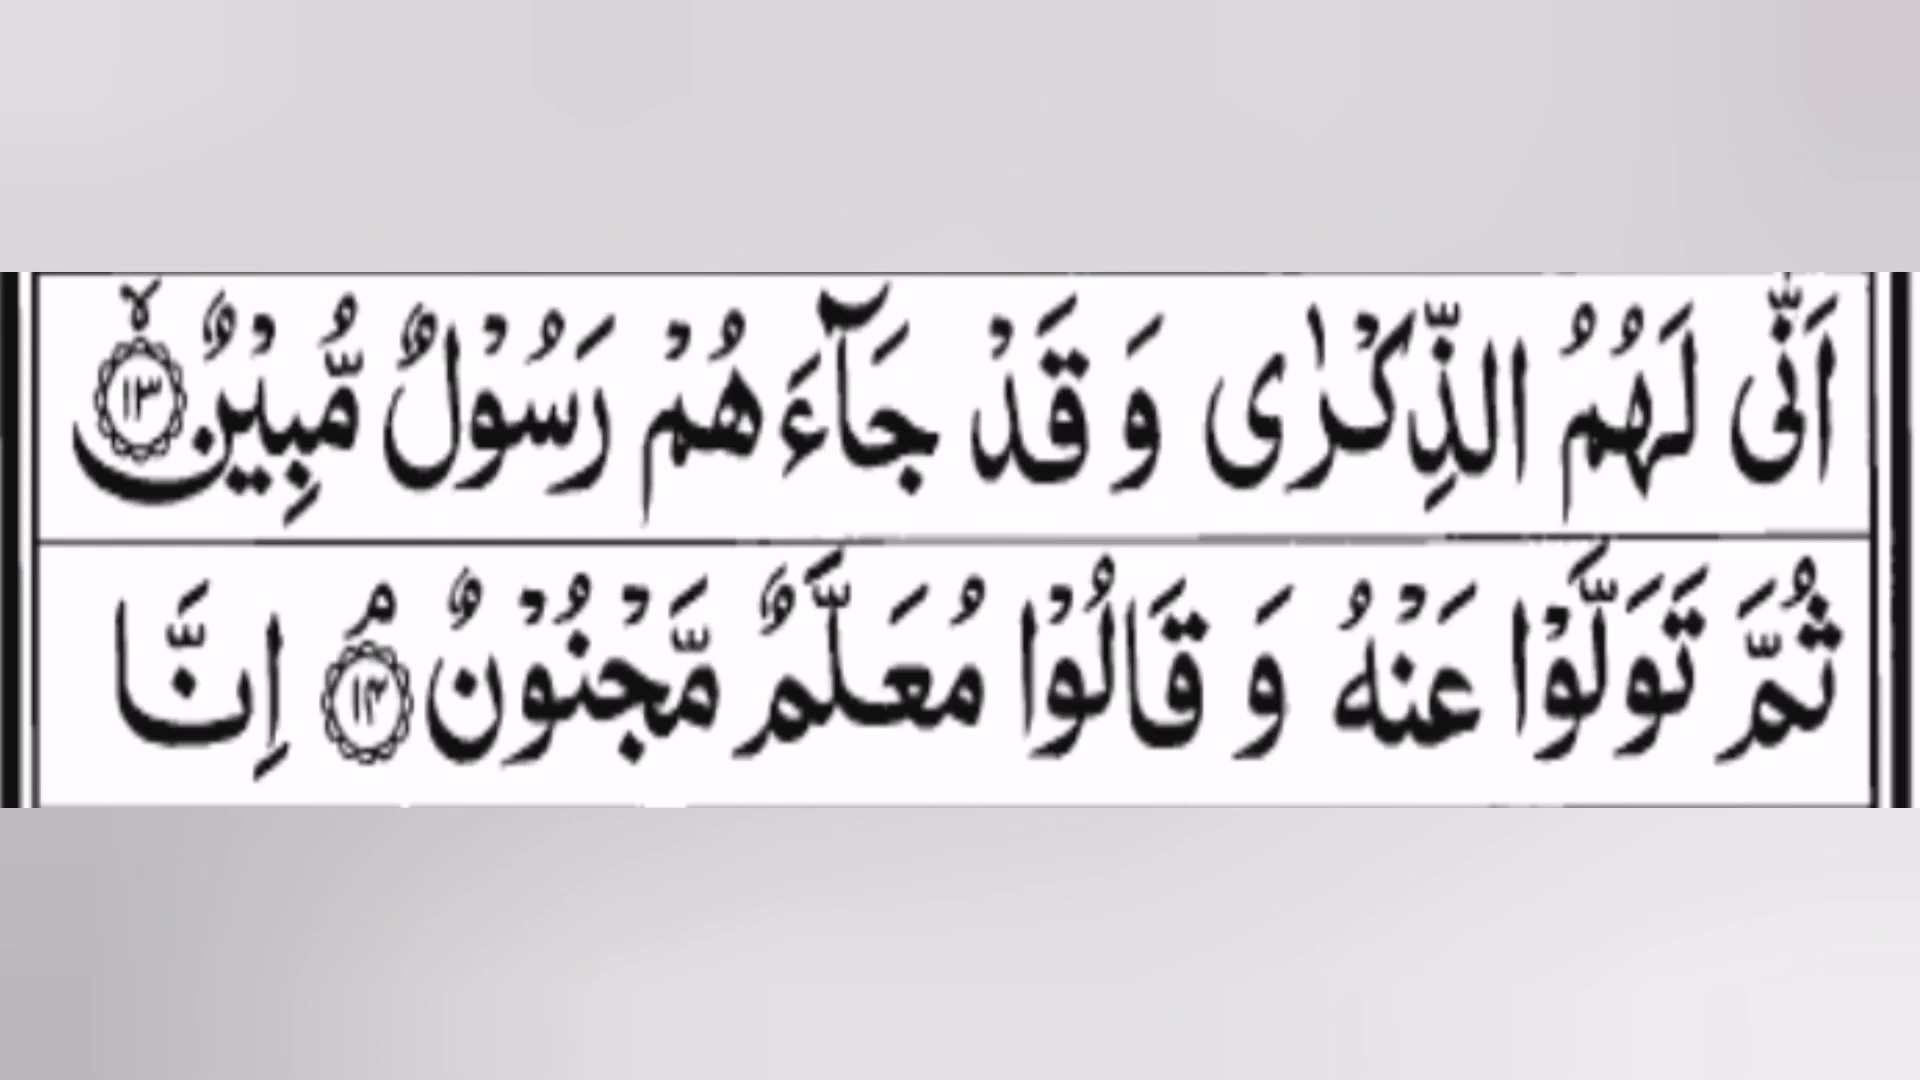 اَنّٰى لَهُمُ الذِّكْرٰى وَ قَدْ جَآءَهُمْ رَسُوْلٌ مُّبِيْنٌ ۙ‏﴿۱۳﴾
ثُمَّ تَوَلَّوْا عَنْهُ وَ قَالُوْا مُعَلَّمٌ مَّجْنُوْنٌ ۘ‏﴿۱۴﴾ اِنَّا